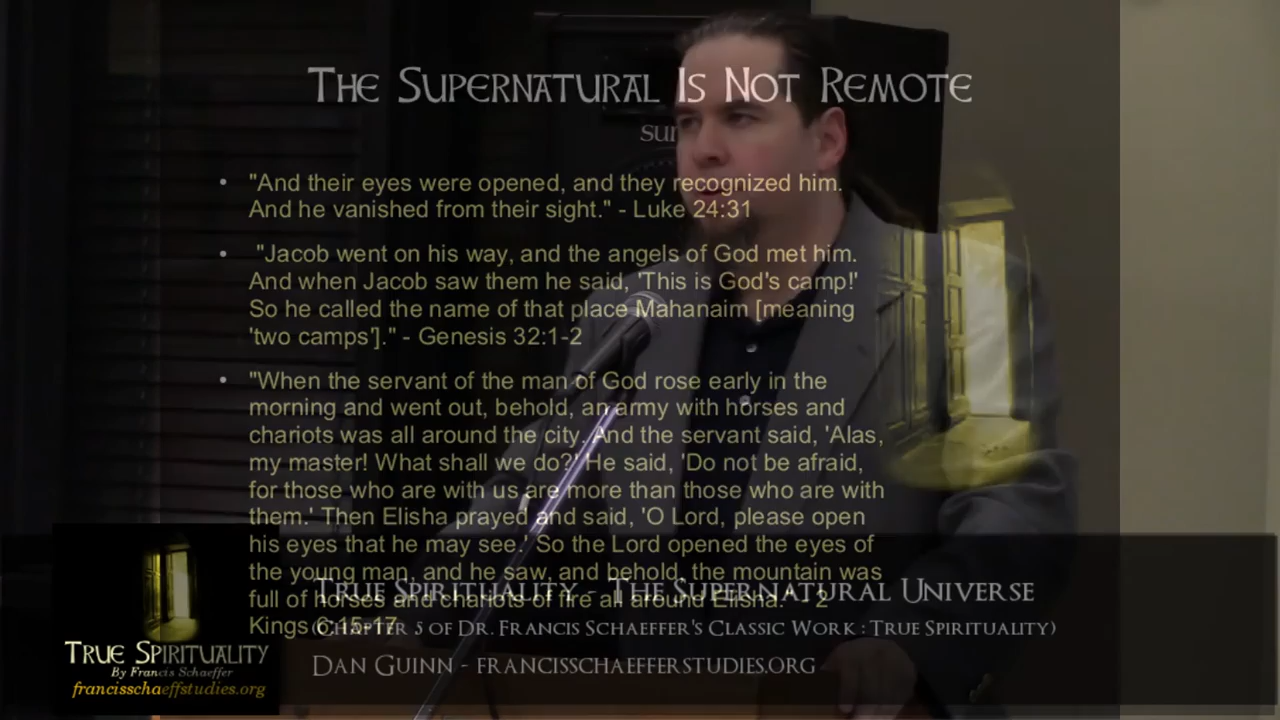 The Supernatural Is Not Remote
sur
• "And their eyes were opened, and they recognized him.
And he vanished from their sight." - Luke 24:31
• "Jacob went on his way, and the angels of God met him.
And when Jacob saw them he said, 'This is God's camp!'
So he called the name of that place Mahanaim [meaning
'two camps']." - Genesis 32:1-2
• "When the servant of the man of God rose early in the
morning and went out, behold, an army with horses and
chariots was all around the city. And the servant said, 'Alas,
my master! What shall we do?' He said, 'Do not be afraid,
for those who are with us are more than those who are with
them.' Then Elisha prayed and said, 'O Lord, please open
his eyes that he may see.' So the Lord opened the eyes of
the young man, and he saw, and behold, the mountain was
full of horses and chariots of fire all around Elisha." - 2
Kings 6:15-17
True Spirituality - The Supernatural Universe
(Chapter 5 of Dr. Francis Schaeffer's Classic Work : True Spirituality)
Dan Guinn - francisschaefferstudies.org
True Spirituality
By Francis Schaeffer
francisschaeffstudies.org